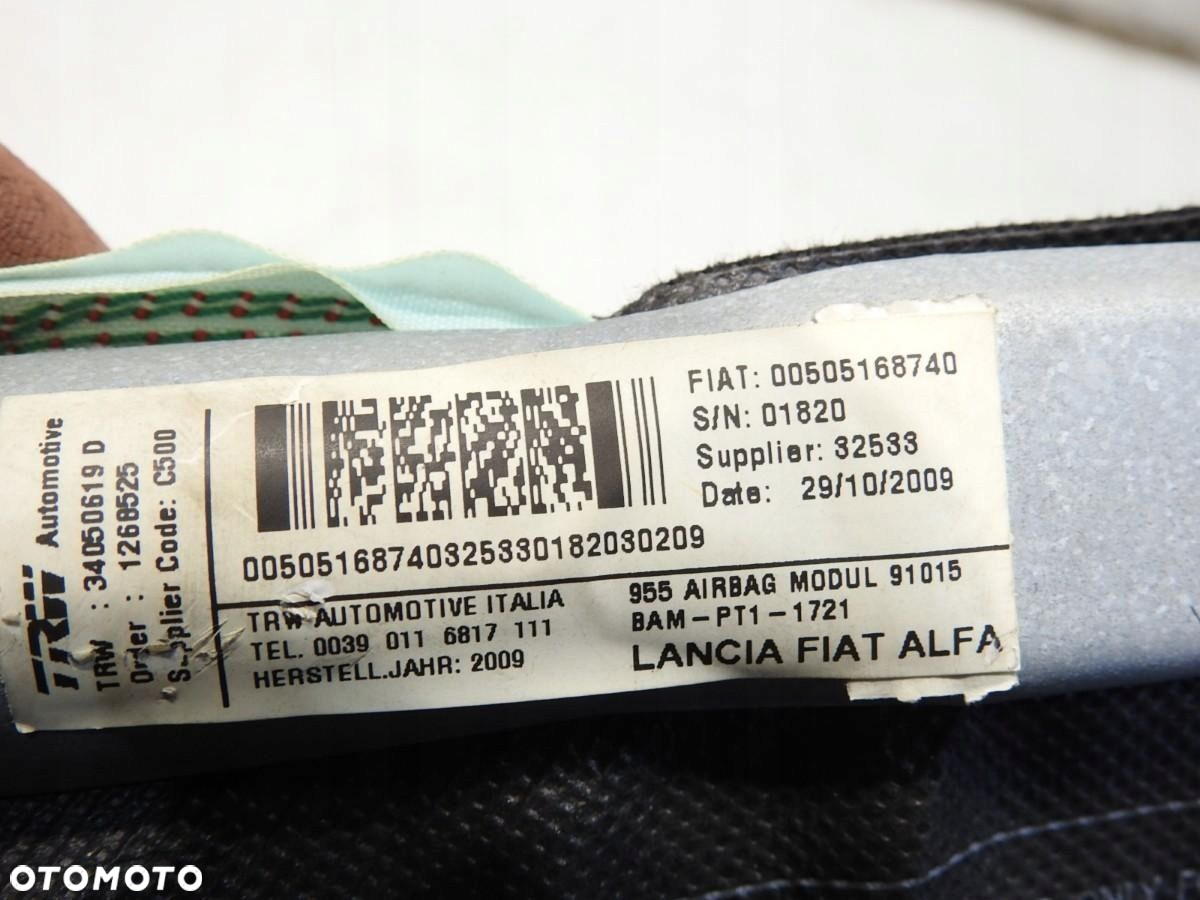 TRW Automotive
TRW : 34050619 D
Order : 1268525
Supplier Code: C500
FIAT: 00505168740
S/N: 01820
Supplier: 32533
Date: 29/10/2009
00505168740325330182030209
TRW AUTOMOTIVE ITALIA
TEL. 0039 011 6817 111
HERSTELL.JAHR: 2009
955 AIRBAG MODUL 91015
BAM-PT1-1721
LANCIA FIAT ALFA
OTOMOTO